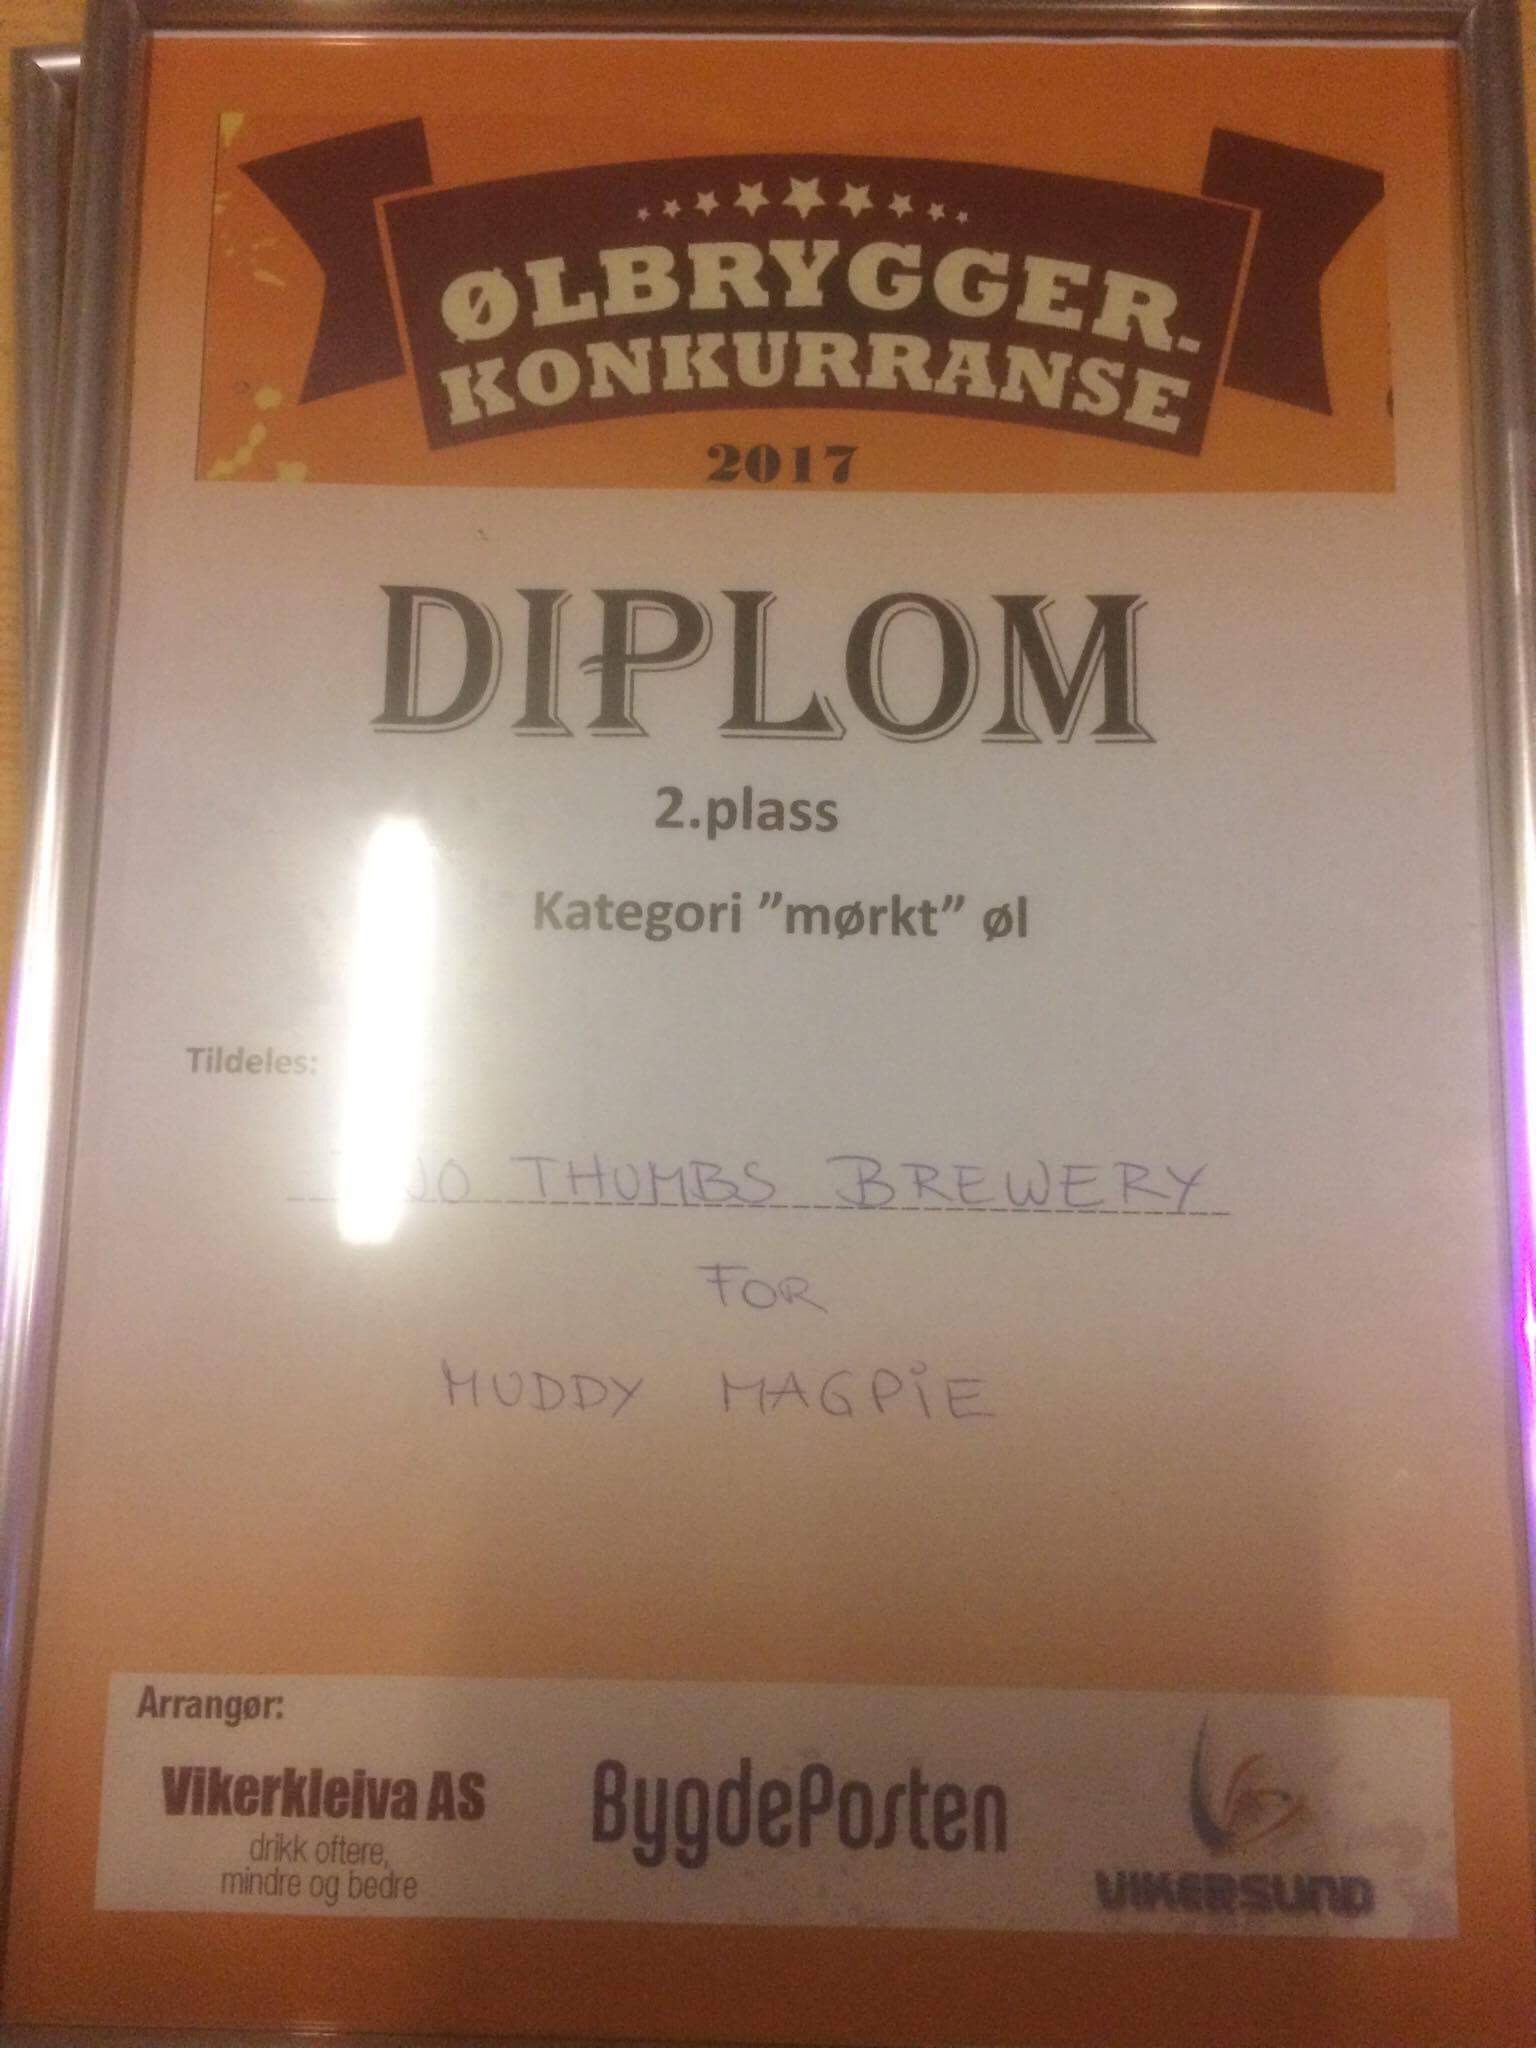 ØLBRYGGER-
KONKURRANSE
2017
DIPLOM
2.plass
Kategori ”mørkt” øl
Tildeles:
THUMBS BREWERY
FOR
MUDDY MAGPiE
Arrangør:
Vikerkleiva AS
drikk oftere,
mindre og bedre
BygdePosten
VIKERSUND